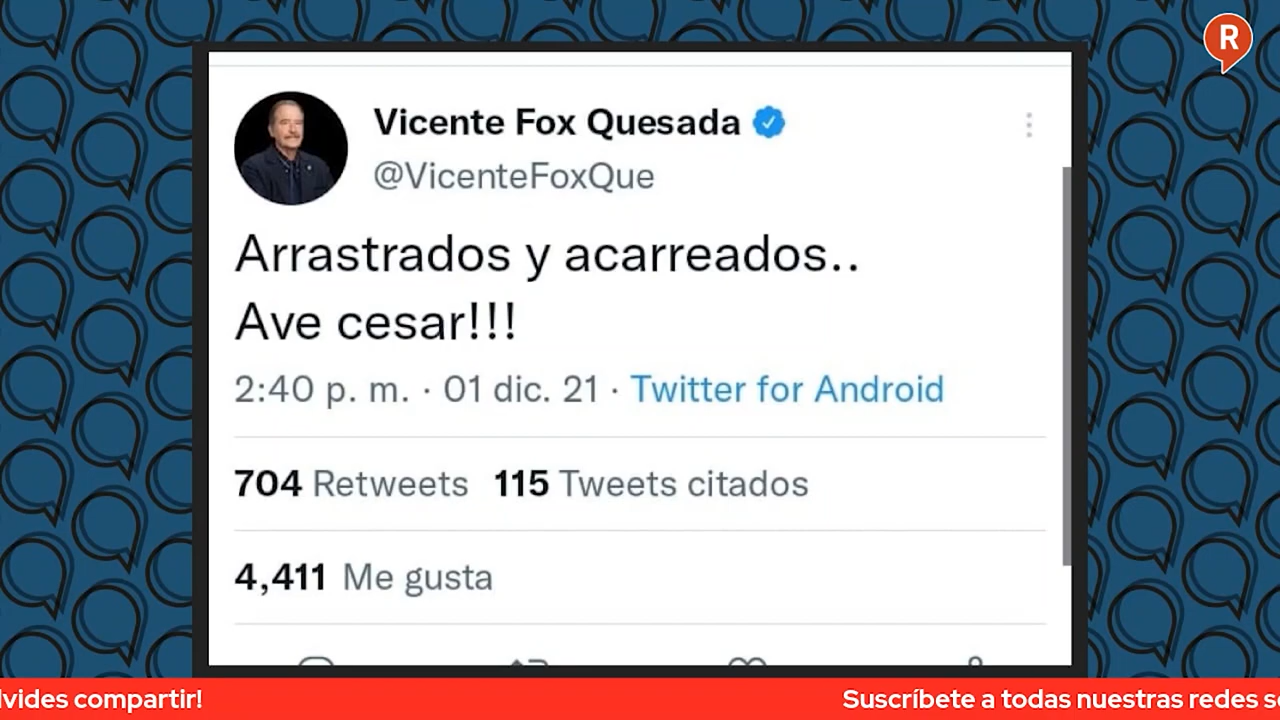 R
Vicente Fox Quesada
@VicenteFoxQue
Arrastrados y acarreados..
Ave cesar!!!
2:40 p. m. · 01 dic. 21 · Twitter for Android
704 Retweets 115 Tweets citados
4,411 Me gusta
compartir! Suscríbete a todas nuestras redes